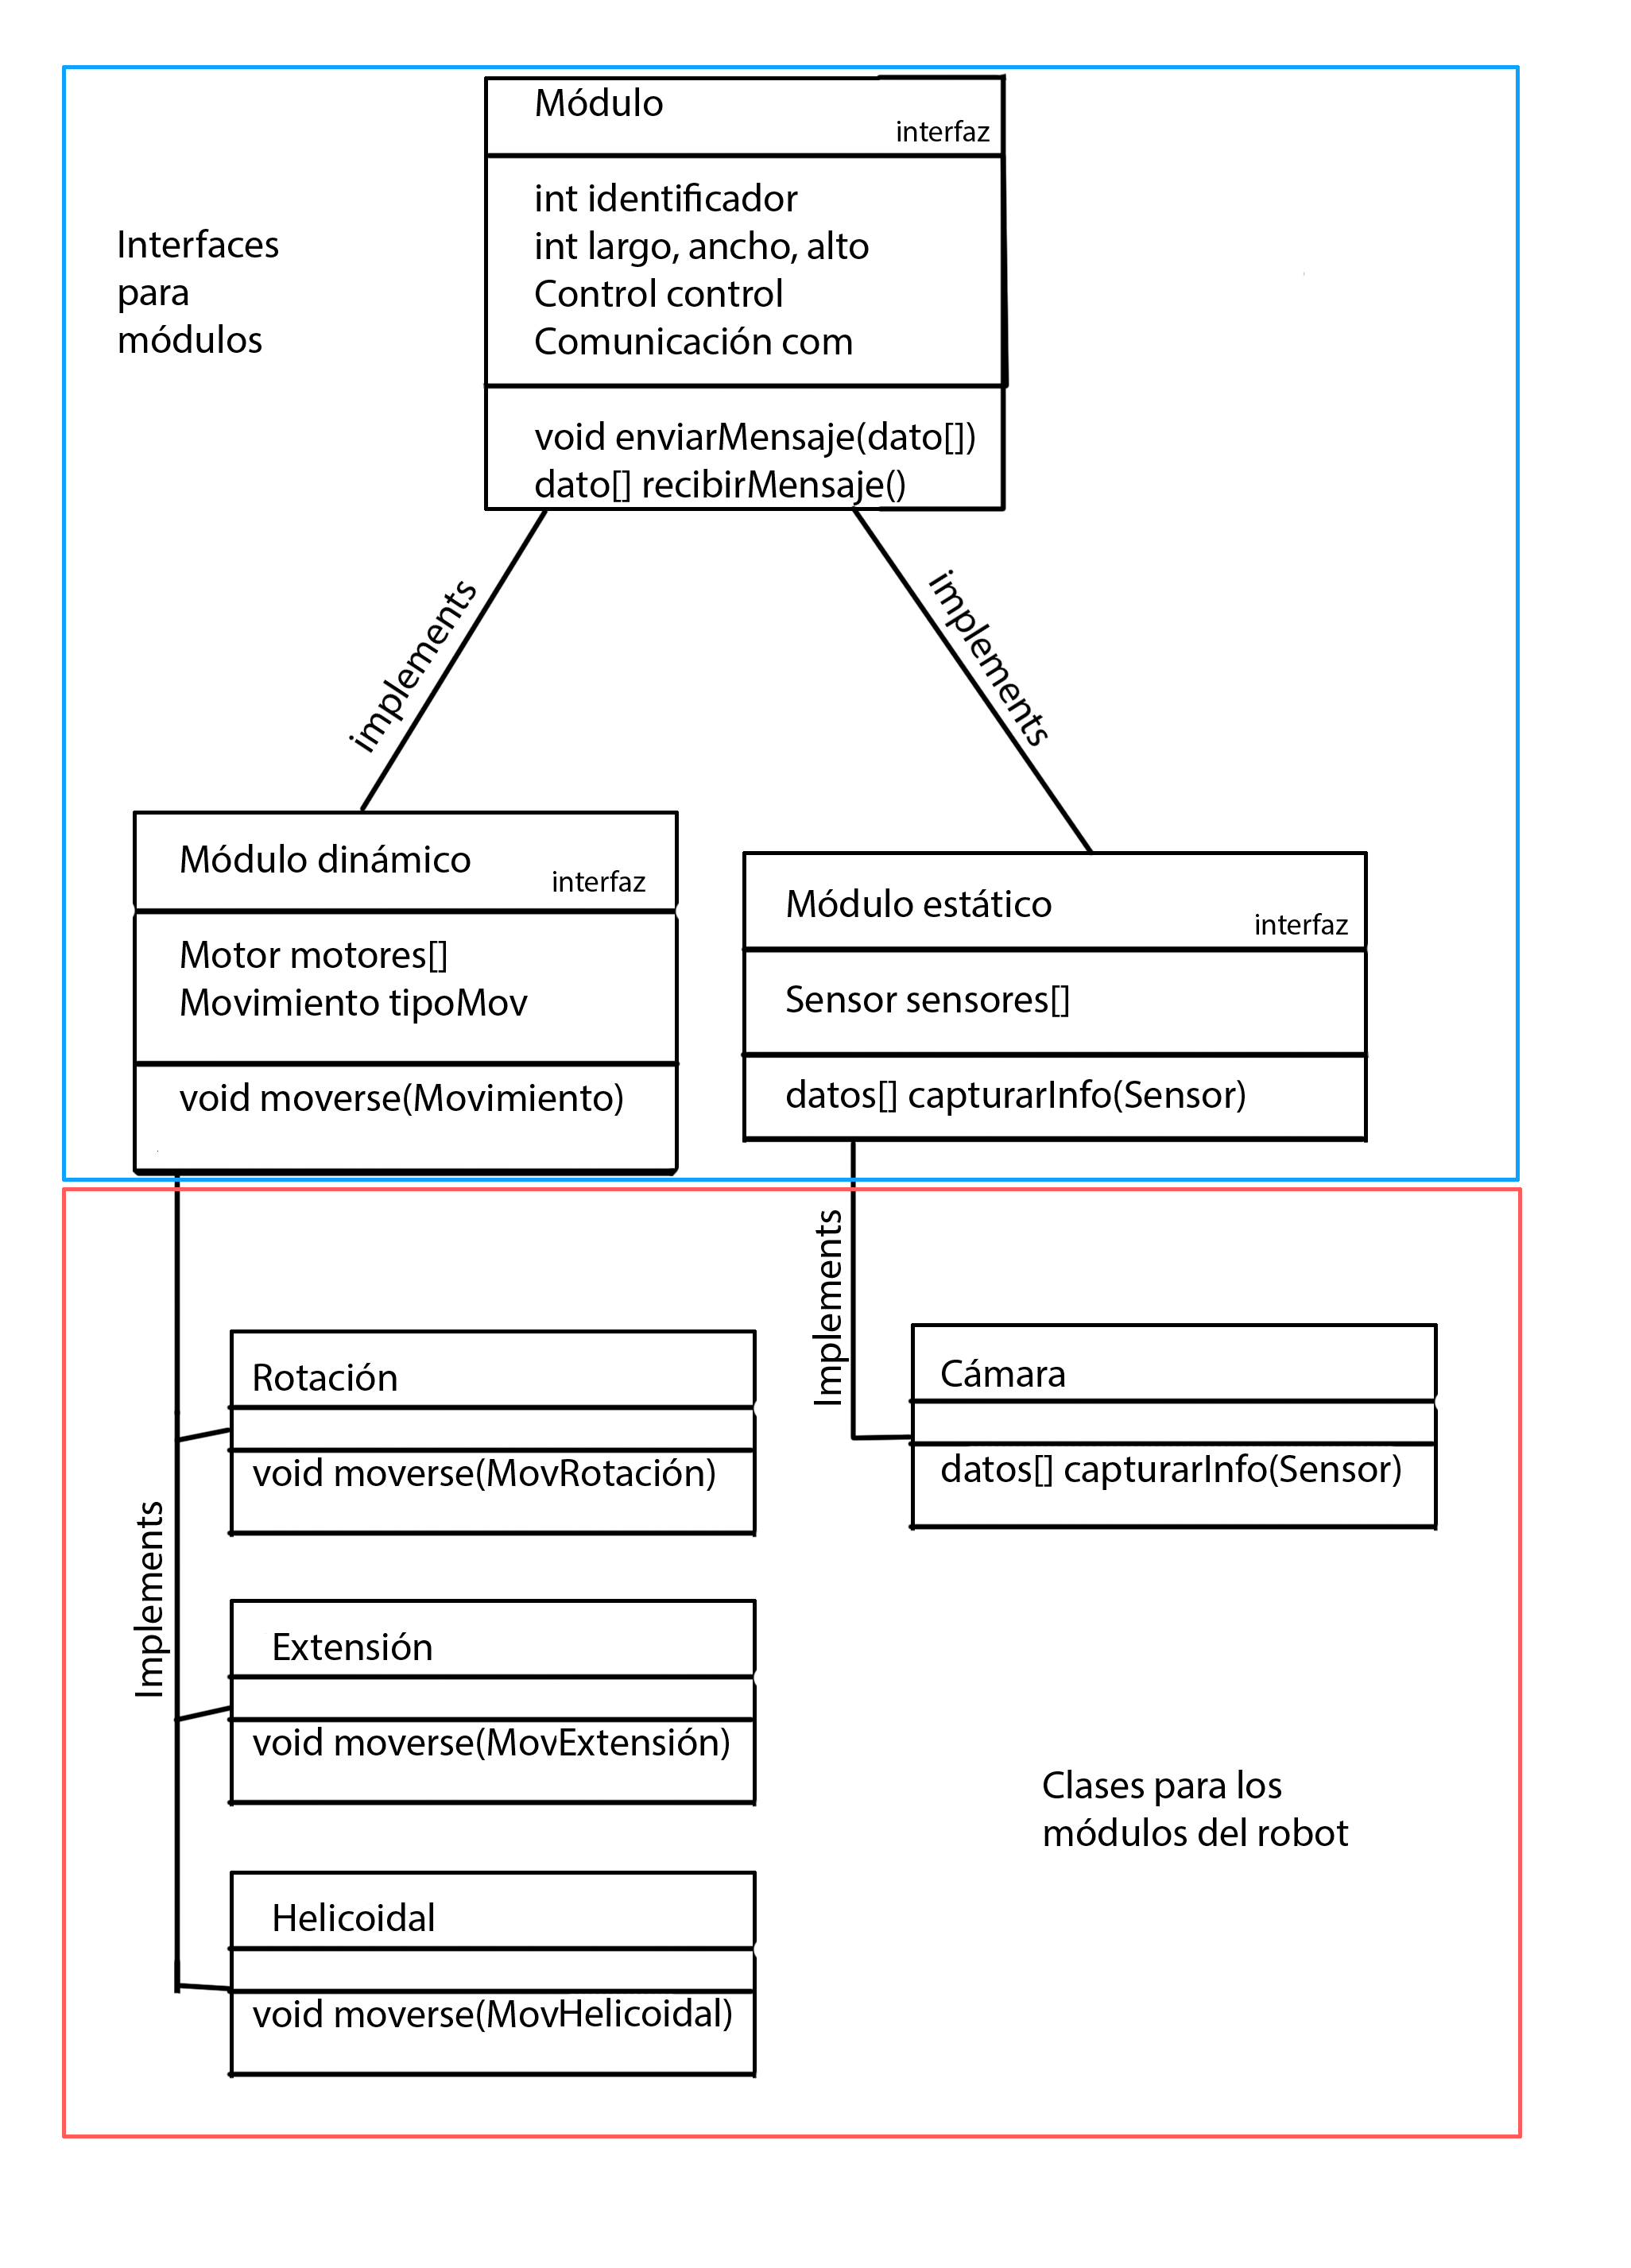 Módulo
interfaz
int identificador
int largo, ancho, alto
Control control
Comunicación com
void enviarMensaje(dato[])
dato[] recibirMensaje()
Interfaces
para
módulos
implements
implements
Módulo dinámico
interfaz
Motor motores[]
Movimiento tipoMov
void moverse(Movimiento)
Módulo estático
interfaz
Sensor sensores[]
datos[] capturarInfo(Sensor)
Implements
Implements
Rotación
void moverse(MovRotación)
Cámara
datos[] capturarInfo(Sensor)
Extensión
void moverse(MovExtensión)
Helicoidal
void moverse(MovHelicoidal)
Clases para los
módulos del robot